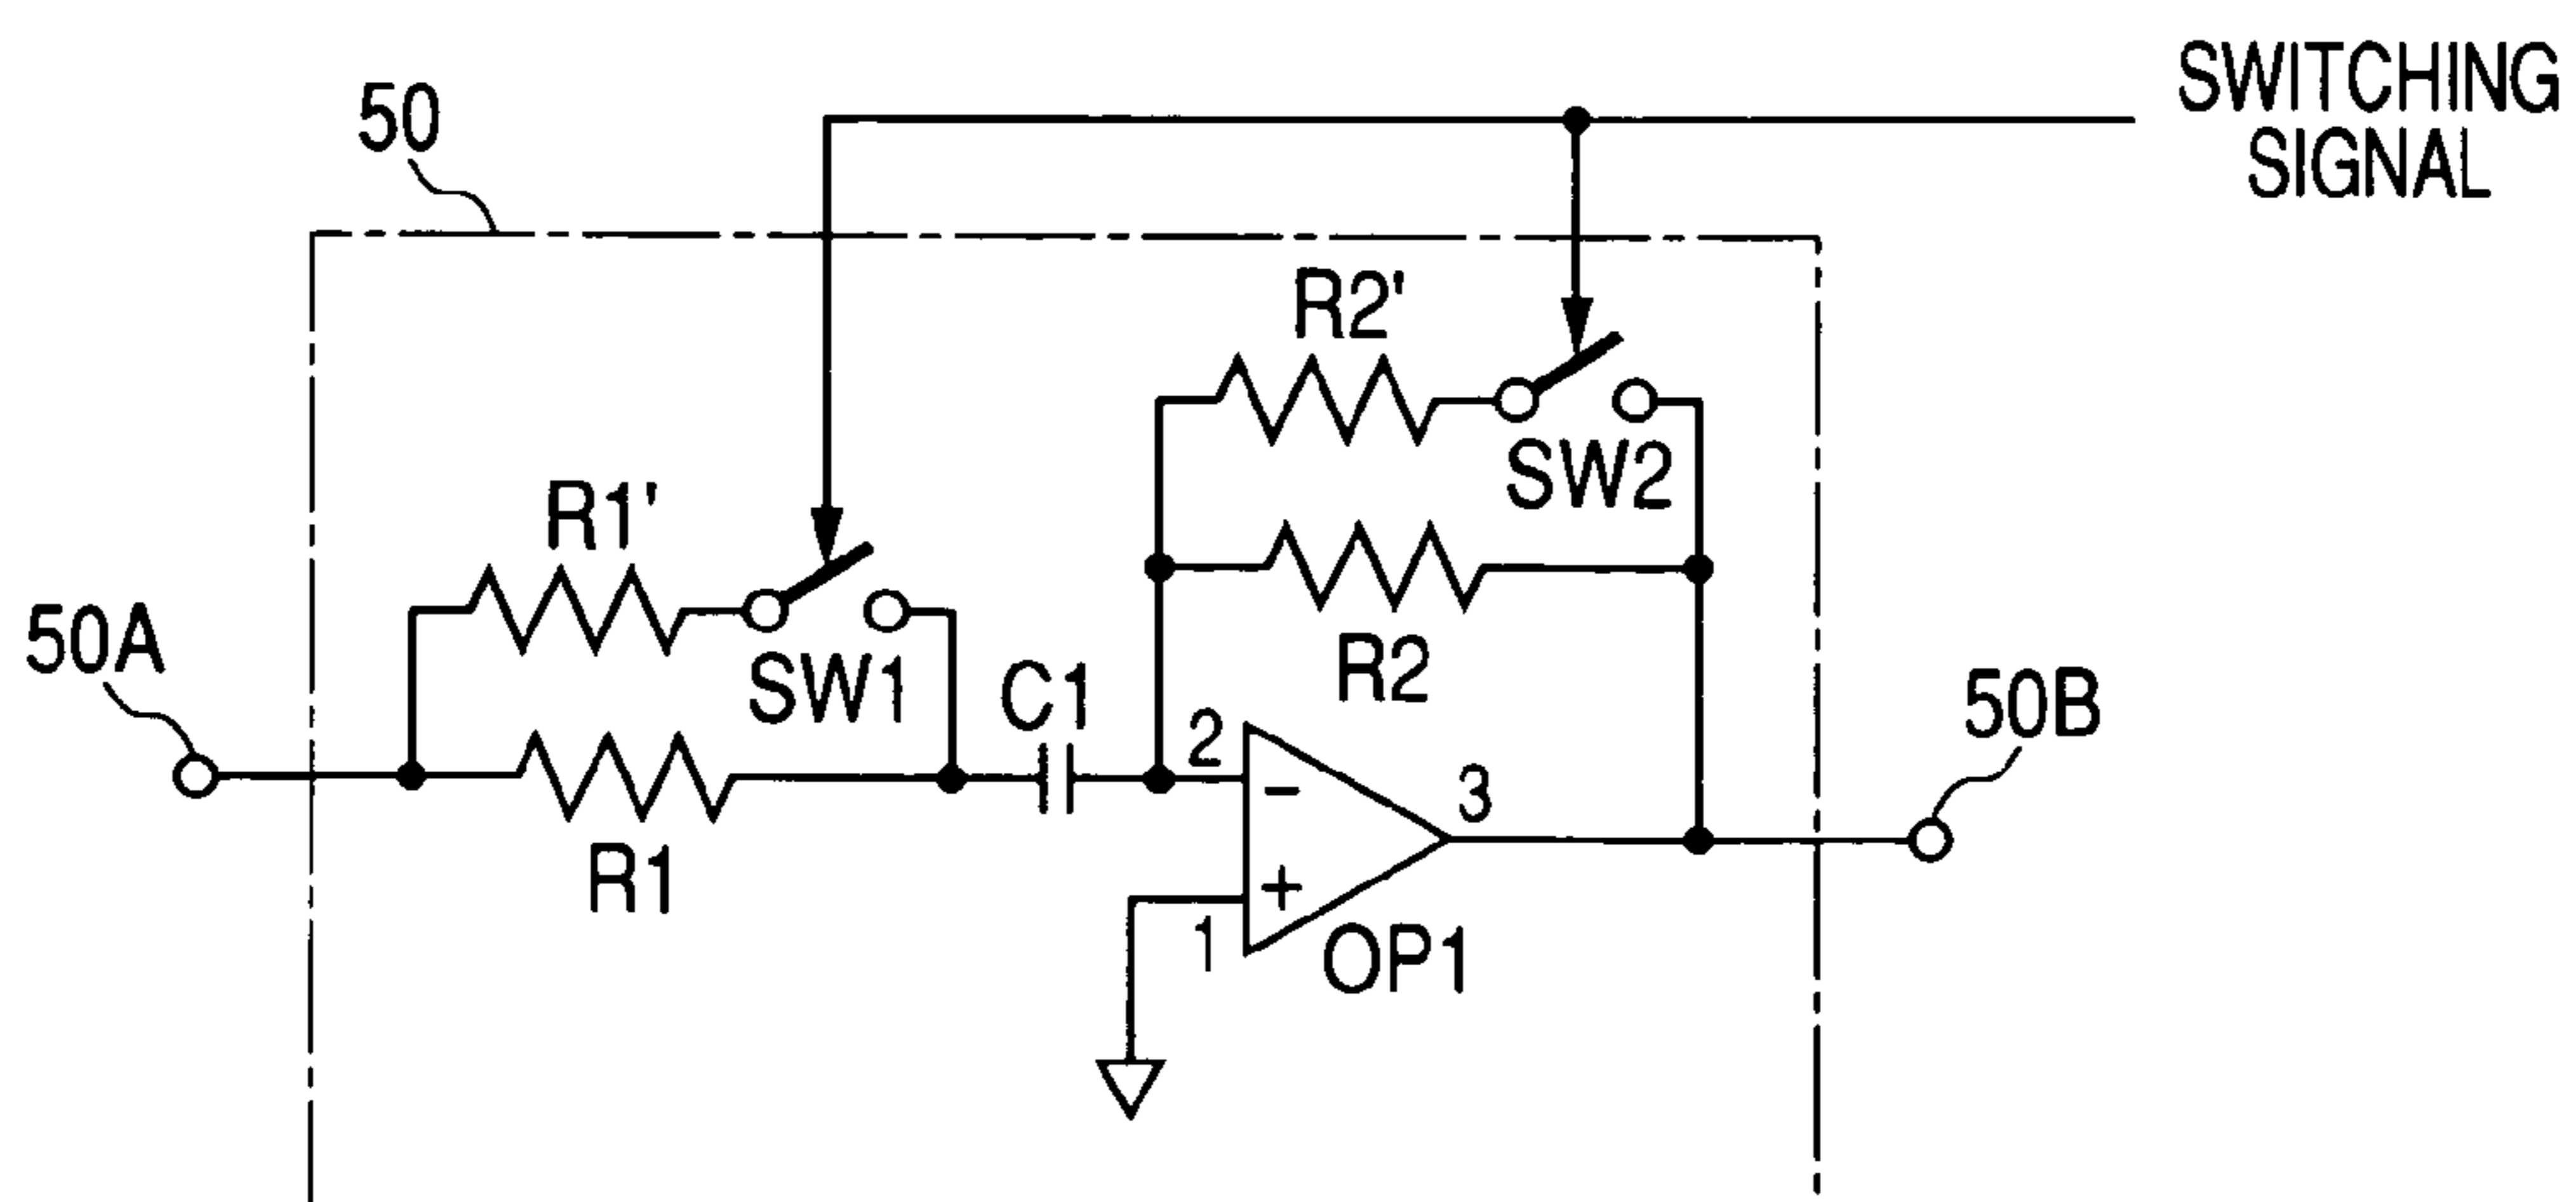 SWITCHING
SIGNAL
50
R2'
SW2
R1'
R2
50A
SW1
C1
2
50B
-
3
R1
+
1
OP1